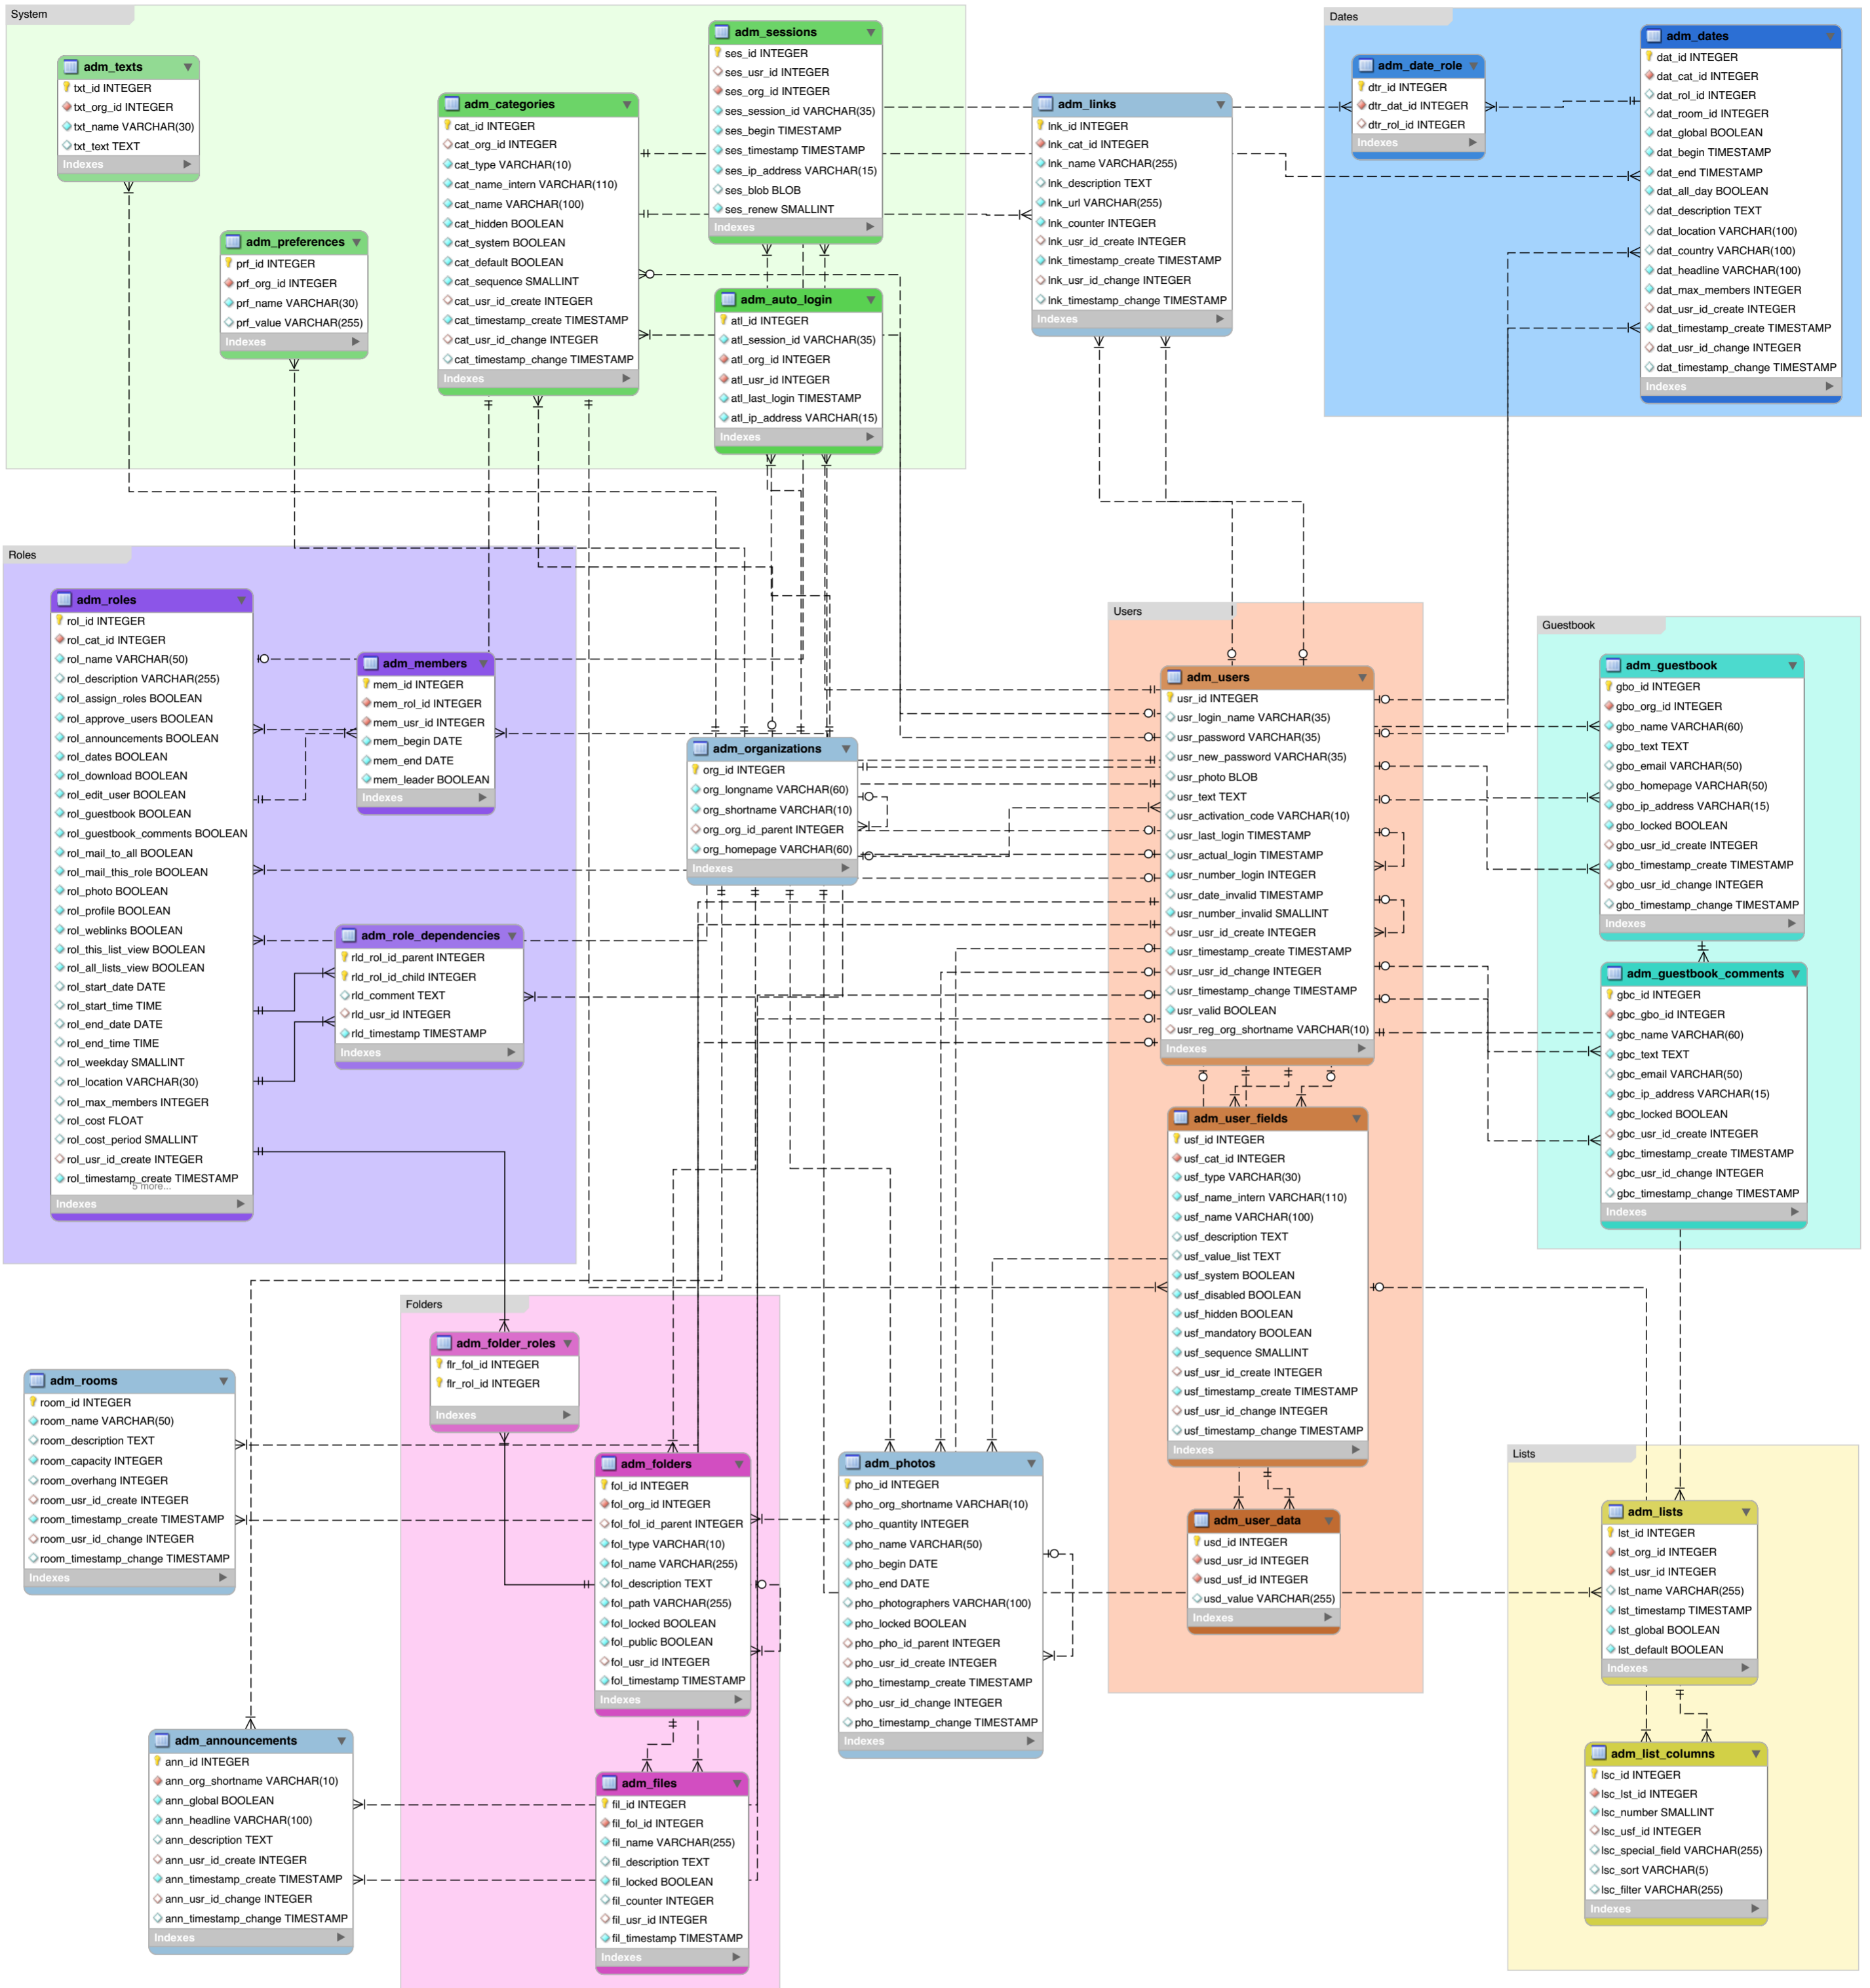 System
adm_texts
txt_id INTEGER
txt_org_id INTEGER
txt_name VARCHAR(30)
txt_text TEXT
Indexes
adm_preferences
prf_id INTEGER
prf_org_id INTEGER
prf_name VARCHAR(30)
prf_value VARCHAR(255)
Indexes
adm_categories
cat_id INTEGER
cat_org_id INTEGER
cat_type VARCHAR(10)
cat_name_intern VARCHAR(110)
cat_name VARCHAR(100)
cat_hidden BOOLEAN
cat_system BOOLEAN
cat_default BOOLEAN
cat_sequence SMALLINT
cat_usr_id_create INTEGER
cat_timestamp_create TIMESTAMP
cat_usr_id_change INTEGER
cat_timestamp_change TIMESTAMP
Indexes
adm_sessions
ses_id INTEGER
ses_usr_id INTEGER
ses_org_id INTEGER
ses_session_id VARCHAR(35)
ses_begin TIMESTAMP
ses_timestamp TIMESTAMP
ses_ip_address VARCHAR(15)
ses_blob BLOB
ses_renew SMALLINT
Indexes
adm_auto_login
atl_id INTEGER
atl_session_id VARCHAR(35)
atl_org_id INTEGER
atl_usr_id INTEGER
atl_last_login TIMESTAMP
atl_ip_address VARCHAR(15)
Indexes
adm_links
lnk_id INTEGER
lnk_cat_id INTEGER
lnk_name VARCHAR(255)
lnk_description TEXT
lnk_url VARCHAR(255)
lnk_counter INTEGER
lnk_usr_id_create INTEGER
lnk_timestamp_create TIMESTAMP
lnk_usr_id_change INTEGER
lnk_timestamp_change TIMESTAMP
Indexes
Dates
adm_date_role
dtr_id INTEGER
dtr_dat_id INTEGER
dtr_rol_id INTEGER
Indexes
adm_dates
dat_id INTEGER
dat_cat_id INTEGER
dat_rol_id INTEGER
dat_room_id INTEGER
dat_global BOOLEAN
dat_begin TIMESTAMP
dat_end TIMESTAMP
dat_all_day BOOLEAN
dat_description TEXT
dat_location VARCHAR(100)
dat_country VARCHAR(100)
dat_headline VARCHAR(100)
dat_max_members INTEGER
dat_usr_id_create INTEGER
dat_timestamp_create TIMESTAMP
dat_usr_id_change INTEGER
dat_timestamp_change TIMESTAMP
Indexes
Roles
adm_roles
rol_id INTEGER
rol_cat_id INTEGER
rol_name VARCHAR(50)
rol_description VARCHAR(255)
rol_assign_roles BOOLEAN
rol_approve_users BOOLEAN
rol_announcements BOOLEAN
rol_dates BOOLEAN
rol_download BOOLEAN
rol_edit_user BOOLEAN
rol_guestbook BOOLEAN
rol_guestbook_comments BOOLEAN
rol_mail_to_all BOOLEAN
rol_mail_this_role BOOLEAN
rol_photo BOOLEAN
rol_profile BOOLEAN
rol_weblinks BOOLEAN
rol_this_list_view BOOLEAN
rol_all_lists_view BOOLEAN
rol_start_date DATE
rol_start_time TIME
rol_end_date DATE
rol_end_time TIME
rol_weekday SMALLINT
rol_location VARCHAR(30)
rol_max_members INTEGER
rol_cost FLOAT
rol_cost_period SMALLINT
rol_usr_id_create INTEGER
rol_timestamp_create TIMESTAMP
5 more...
Indexes
adm_members
mem_id INTEGER
mem_rol_id INTEGER
mem_usr_id INTEGER
mem_begin DATE
mem_end DATE
mem_leader BOOLEAN
Indexes
adm_role_dependencies
rld_rol_id_parent INTEGER
rld_rol_id_child INTEGER
rld_comment TEXT
rld_usr_id INTEGER
rld_timestamp TIMESTAMP
Indexes
adm_organizations
org_id INTEGER
org_longname VARCHAR(60)
org_shortname VARCHAR(10)
org_org_id_parent INTEGER
org_homepage VARCHAR(60)
Indexes
Users
adm_users
usr_id INTEGER
usr_login_name VARCHAR(35)
usr_password VARCHAR(35)
usr_new_password VARCHAR(35)
usr_photo BLOB
usr_text TEXT
usr_activation_code VARCHAR(10)
usr_last_login TIMESTAMP
usr_actual_login TIMESTAMP
usr_number_login INTEGER
usr_date_invalid TIMESTAMP
usr_number_invalid SMALLINT
usr_usr_id_create INTEGER
usr_timestamp_create TIMESTAMP
usr_usr_id_change INTEGER
usr_timestamp_change TIMESTAMP
usr_valid BOOLEAN
usr_reg_org_shortname VARCHAR(10)
Indexes
adm_user_fields
usf_id INTEGER
usf_cat_id INTEGER
usf_type VARCHAR(30)
usf_name_intern VARCHAR(110)
usf_name VARCHAR(100)
usf_description TEXT
usf_value_list TEXT
usf_system BOOLEAN
usf_disabled BOOLEAN
usf_hidden BOOLEAN
usf_mandatory BOOLEAN
usf_sequence SMALLINT
usf_usr_id_create INTEGER
usf_timestamp_create TIMESTAMP
usf_usr_id_change INTEGER
usf_timestamp_change TIMESTAMP
Indexes
adm_user_data
usd_id INTEGER
usd_usr_id INTEGER
usd_usf_id INTEGER
usd_value VARCHAR(255)
Indexes
Guestbook
adm_guestbook
gbo_id INTEGER
gbo_org_id INTEGER
gbo_name VARCHAR(60)
gbo_text TEXT
gbo_email VARCHAR(50)
gbo_homepage VARCHAR(50)
gbo_ip_address VARCHAR(15)
gbo_locked BOOLEAN
gbo_usr_id_create INTEGER
gbo_timestamp_create TIMESTAMP
gbo_usr_id_change INTEGER
gbo_timestamp_change TIMESTAMP
Indexes
adm_guestbook_comments
gbc_id INTEGER
gbc_gbo_id INTEGER
gbc_name VARCHAR(60)
gbc_text TEXT
gbc_email VARCHAR(50)
gbc_ip_address VARCHAR(15)
gbc_locked BOOLEAN
gbc_usr_id_create INTEGER
gbc_timestamp_create TIMESTAMP
gbc_usr_id_change INTEGER
gbc_timestamp_change TIMESTAMP
Indexes
Folders
adm_folder_roles
flr_fol_id INTEGER
flr_rol_id INTEGER
Indexes
adm_folders
fol_id INTEGER
fol_org_id INTEGER
fol_fol_id_parent INTEGER
fol_type VARCHAR(10)
fol_name VARCHAR(255)
fol_description TEXT
fol_path VARCHAR(255)
fol_locked BOOLEAN
fol_public BOOLEAN
fol_usr_id INTEGER
fol_timestamp TIMESTAMP
Indexes
adm_files
fil_id INTEGER
fil_fol_id INTEGER
fil_name VARCHAR(255)
fil_description TEXT
fil_locked BOOLEAN
fil_counter INTEGER
fil_usr_id INTEGER
fil_timestamp TIMESTAMP
Indexes
adm_rooms
room_id INTEGER
room_name VARCHAR(50)
room_description TEXT
room_capacity INTEGER
room_overhang INTEGER
room_usr_id_create INTEGER
room_timestamp_create TIMESTAMP
room_usr_id_change INTEGER
room_timestamp_change TIMESTAMP
Indexes
adm_announcements
ann_id INTEGER
ann_org_shortname VARCHAR(10)
ann_global BOOLEAN
ann_headline VARCHAR(100)
ann_description TEXT
ann_usr_id_create INTEGER
ann_timestamp_create TIMESTAMP
ann_usr_id_change INTEGER
ann_timestamp_change TIMESTAMP
Indexes
adm_photos
pho_id INTEGER
pho_org_shortname VARCHAR(10)
pho_quantity INTEGER
pho_name VARCHAR(50)
pho_begin DATE
pho_end DATE
pho_photographers VARCHAR(100)
pho_locked BOOLEAN
pho_pho_id_parent INTEGER
pho_usr_id_create INTEGER
pho_timestamp_create TIMESTAMP
pho_usr_id_change INTEGER
pho_timestamp_change TIMESTAMP
Indexes
Lists
adm_lists
lst_id INTEGER
lst_org_id INTEGER
lst_usr_id INTEGER
lst_name VARCHAR(255)
lst_timestamp TIMESTAMP
lst_global BOOLEAN
lst_default BOOLEAN
Indexes
adm_list_columns
lsc_id INTEGER
lsc_lst_id INTEGER
lsc_number SMALLINT
lsc_usf_id INTEGER
lsc_special_field VARCHAR(255)
lsc_sort VARCHAR(5)
lsc_filter VARCHAR(255)
Indexes